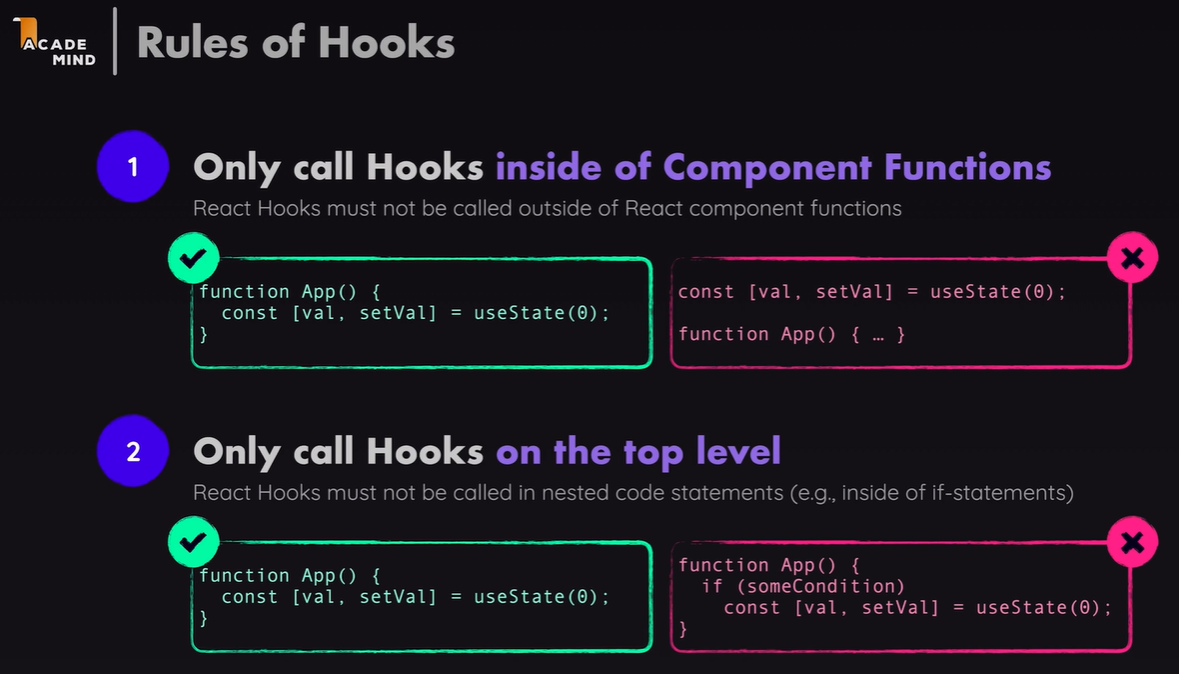 ACADE
MIND
Rules of Hooks
1
Only call Hooks inside of Component Functions
React Hooks must not be called outside of React component functions
function App() {
  const [val, setVal] = useState(0);
}
const [val, setVal] = useState(0);
function App() { … }
2
Only call Hooks on the top level
React Hooks must not be called in nested code statements (e.g., inside of if-statements)
function App() {
  const [val, setVal] = useState(0);
}
function App() {
  if (someCondition)
    const [val, setVal] = useState(0);
}